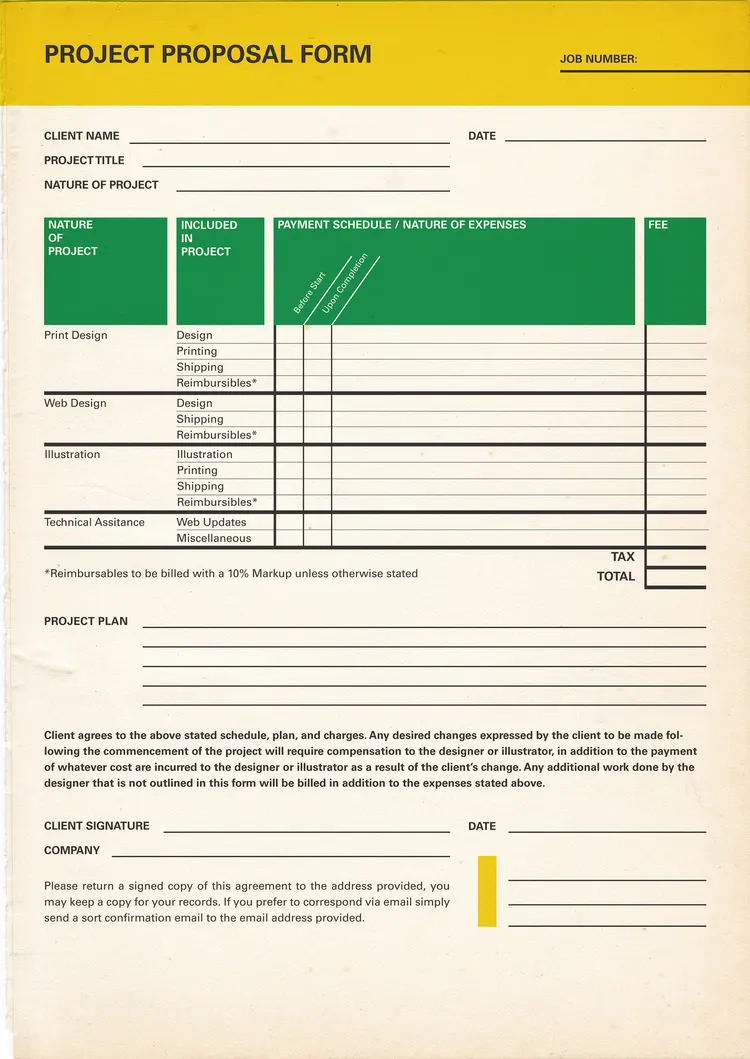 PROJECT PROPOSAL FORM
JOB NUMBER:
CLIENT NAME
DATE
PROJECT TITLE
NATURE OF PROJECT
NATURE
OF
PROJECT
INCLUDED
IN
PROJECT
PAYMENT SCHEDULE / NATURE OF EXPENSES
FEE
Before Start
Upon Completion
Print Design
Design
Printing
Shipping
Reimbursibles*
Web Design
Design
Shipping
Reimbursibles*
Illustration
Illustration
Printing
Shipping
Reimbursibles*
Technical Assitance
Web Updates
Miscellaneous
TAX
*Reimbursables to be billed with a 10% Markup unless otherwise stated
TOTAL
PROJECT PLAN
Client agrees to the above stated schedule, plan, and charges. Any desired changes expressed by the client to be made fol-
lowing the commencement of the project will require compensation to the designer or illustrator, in addition to the payment
of whatever cost are incurred to the designer or illustrator as a result of the client's change. Any additional work done by the
designer that is not outlined in this form will be billed in addition to the expenses stated above.
CLIENT SIGNATURE
DATE
COMPANY
Please return a signed copy of this agreement to the address provided, you
may keep a copy for your records. If you prefer to correspond via email simply
send a sort confirmation email to the email address provided.